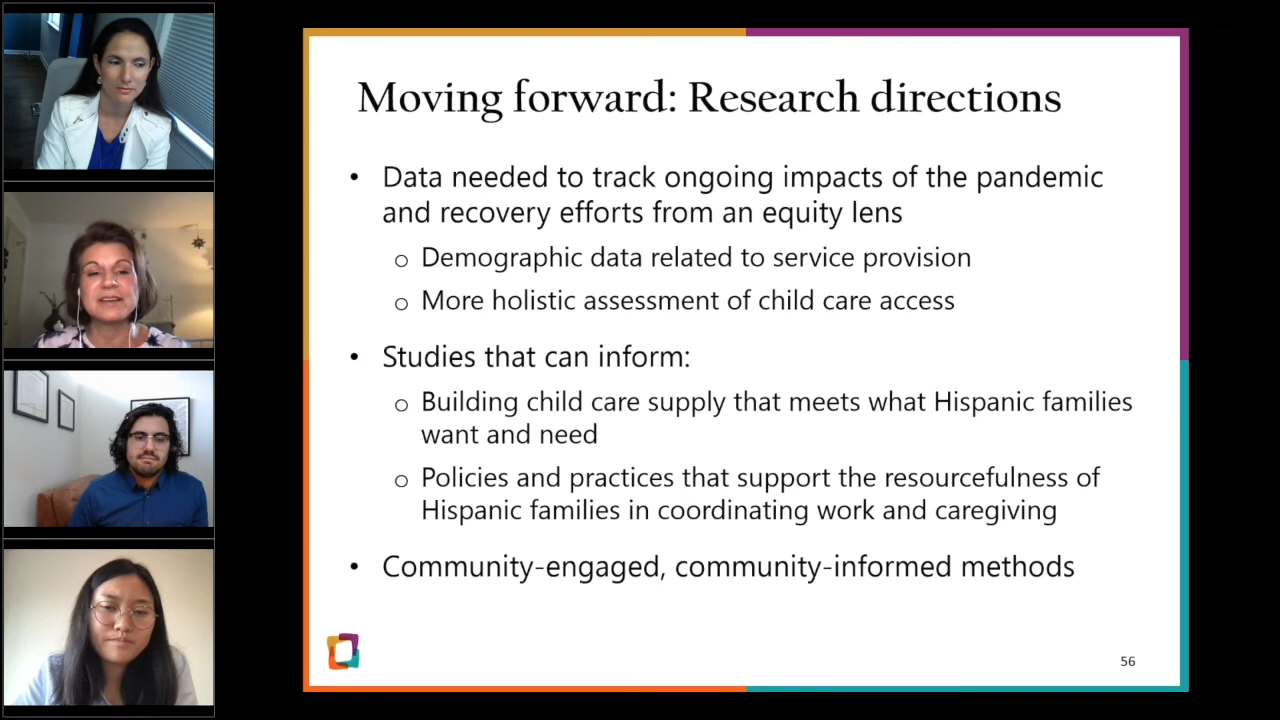 Moving forward: Research directions
• Data needed to track ongoing impacts of the pandemic
and recovery efforts from an equity lens
o Demographic data related to service provision
o More holistic assessment of child care access
• Studies that can inform:
o Building child care supply that meets what Hispanic families
want and need
o Policies and practices that support the resourcefulness of
Hispanic families in coordinating work and caregiving
• Community-engaged, community-informed methods
56